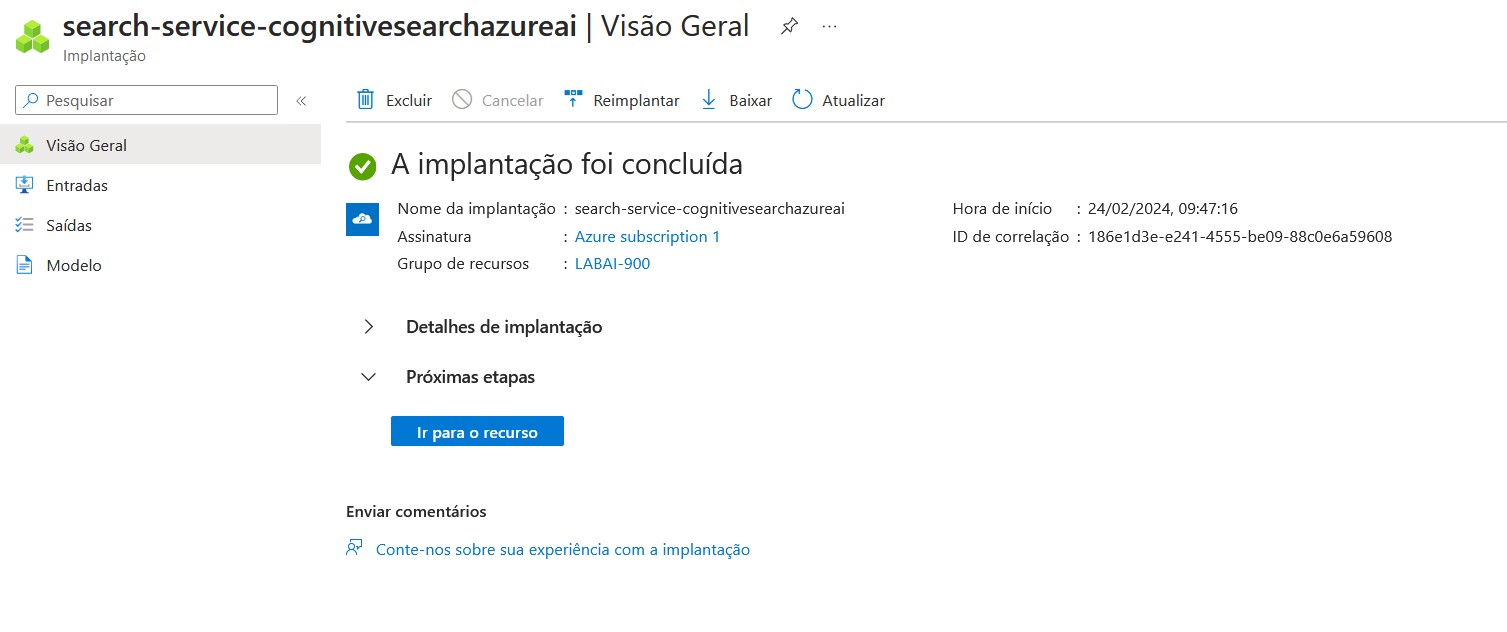 search-service-cognitivesearchazureai | Visão Geral
Implantação
Pesquisar
Excluir Cancelar Reimplantar Baixar Atualizar
Visão Geral
Entradas
Saídas
Modelo
A implantação foi concluída
Nome da implantação : search-service-cognitivesearchazureai
Assinatura : Azure subscription 1
Grupo de recursos : LABAI-900
Hora de início : 24/02/2024, 09:47:16
ID de correlação : 186e1d3e-e241-4555-be09-88c0e6a59608
Detalhes de implantação
Próximas etapas
Ir para o recurso
Enviar comentários
Conte-nos sobre sua experiência com a implantação